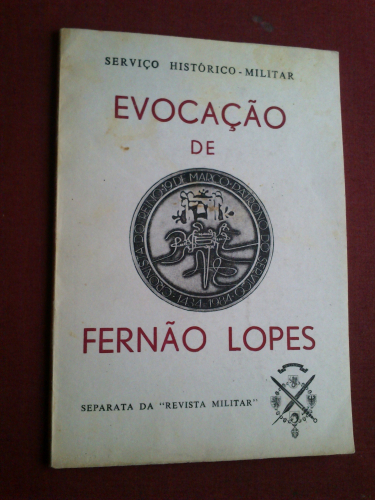 SERVIÇO HISTÓRICO-MILITAR
EVOCAÇÃO
DE
FERNÃO LOPES
SEPARATA DA "REVISTA MILITAR"